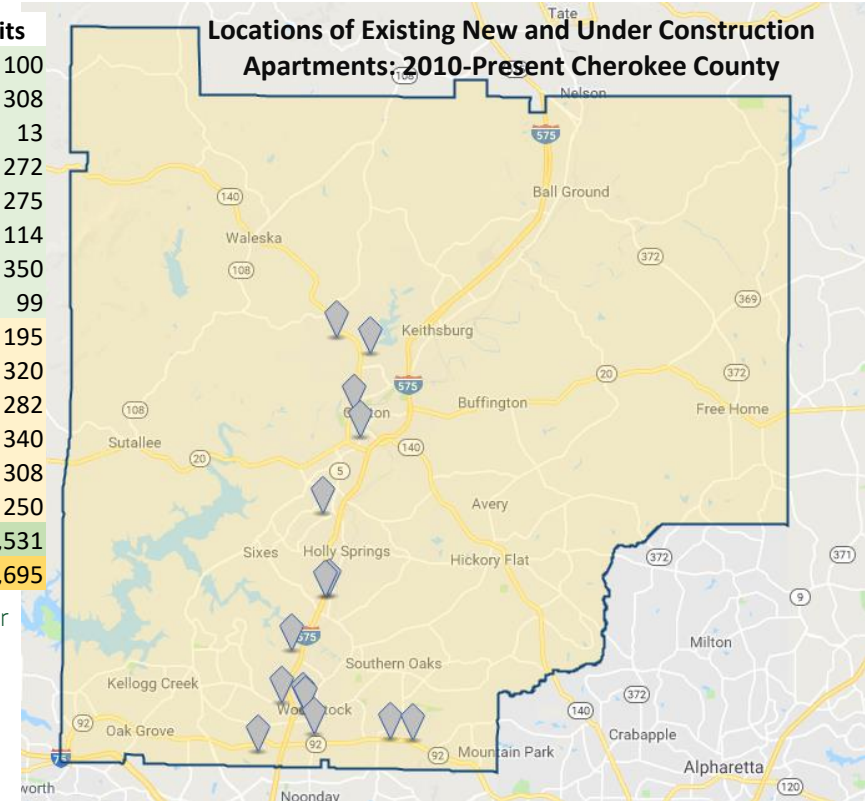 its
100
308
13
272
275
114
350
99
195
320
282
340
308
250
,531
,695
r
Locations of Existing New and Under Construction
Apartments: 2010-Present Cherokee County
Tate
108
Nelson
575
Ball Ground
140
Waleska
108
372
369
Keithsburg
575
20
372
108
Buffington
Free Home
Sutallee
140
20
5
Avery
Sixes
Holly Springs
Hickory Flat
372
371
9
575
Milton
Southern Oaks
Kellogg Creek
372
140
92
Oak Grove
92
92
Mountain Park
Crabapple
75
Alpharetta
worth
Noonday
120